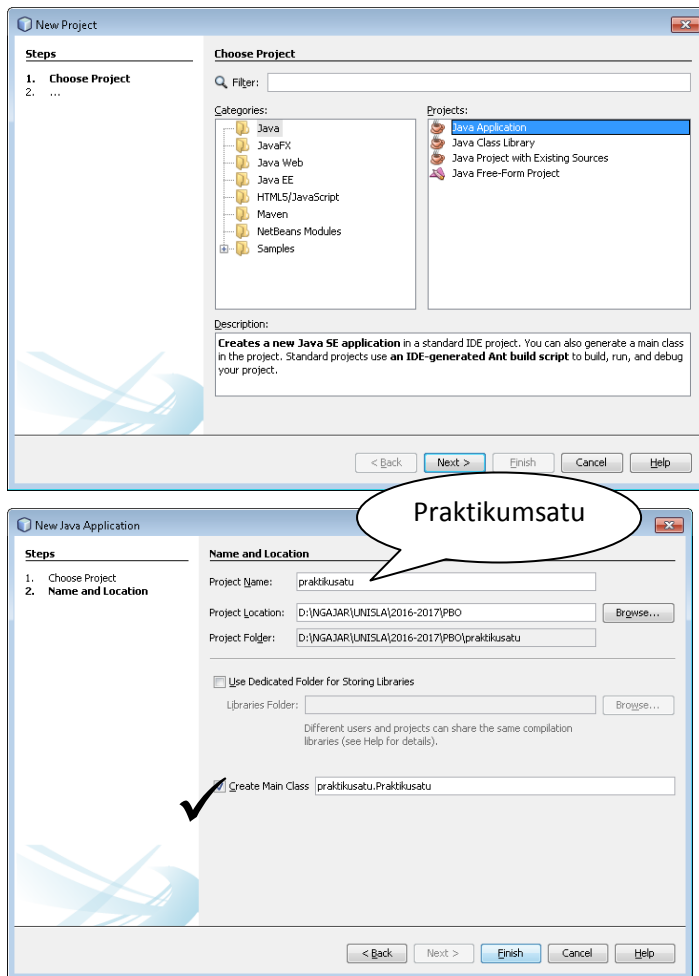 New Project
Steps
1. Choose Project
2. ...
Choose Project
Filter:
Categories:
Java
JavaFX
Java Web
Java EE
HTML5/JavaScript
Maven
NetBeans Modules
Samples
Projects:
Java Application
Java Class Library
Java Project with Existing Sources
Java Free-Form Project
Description:
Creates a new Java SE application in a standard IDE project. You can also generate a main class
in the project. Standard projects use an IDE-generated Ant build script to build, run, and debug
your project.
< Back Next > Finish Cancel Help
Praktikumsatu
New Java Application
Steps
1. Choose Project
2. Name and Location
Name and Location
Project Name: praktikusatu
Project Location: D:\NGAJAR\UNISLA\2016-2017\PBO Browse...
Project Folder: D:\NGAJAR\UNISLA\2016-2017\PBO\praktikusatu
Use Dedicated Folder for Storing Libraries
Libraries Folder: Browse...
Different users and projects can share the same compilation
libraries (see Help for details).
Create Main Class praktikusatu.Praktikusatu
< Back Next > Finish Cancel Help